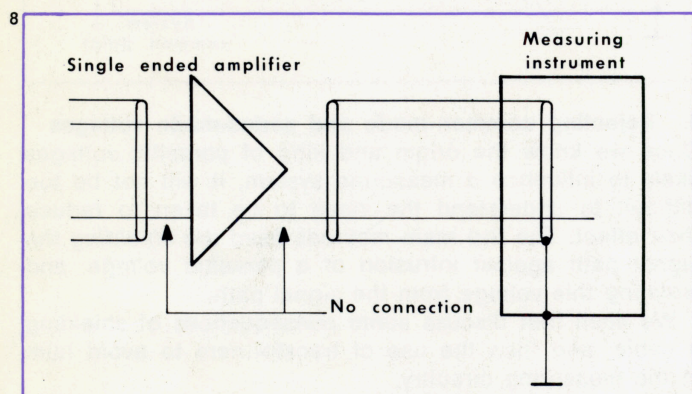 8
Single ended amplifier
Measuring
instrument
No connection